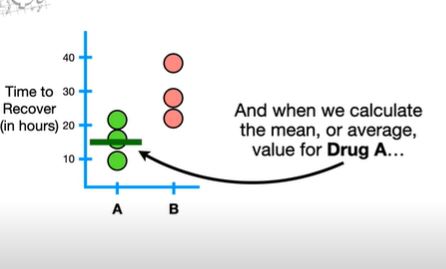 40
Time to 30
Recover
(in hours) 20
10
A B
And when we calculate
the mean, or average,
value for Drug A...